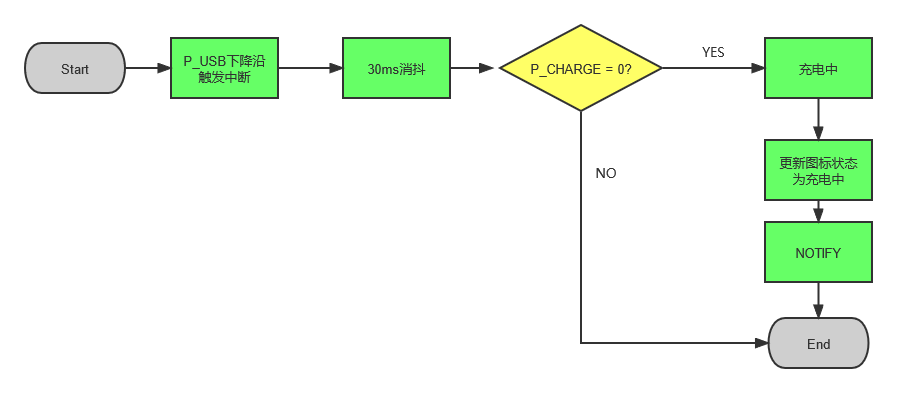 Start
P_USB下降沿
触发中断
30ms消抖
P_CHARGE = 0?
YES
充电中
NO
更新图标状态
为充电中
NOTIFY
End